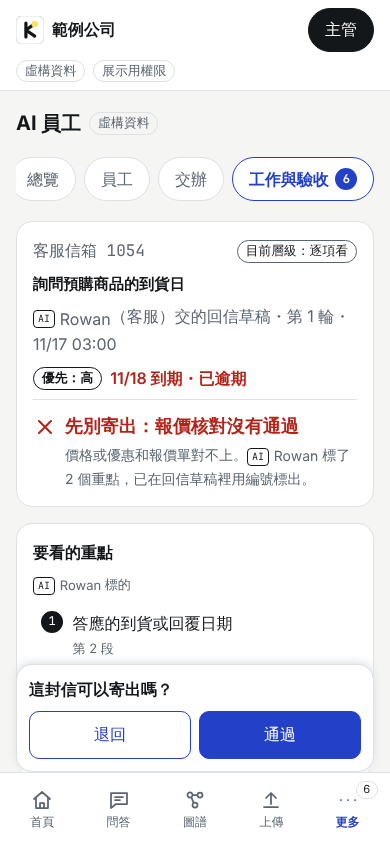 範例公司
主管
虛構資料 展示用權限
AI 員工 虛構資料
總覽 員工 交辦 工作與驗收 6
客服信箱 1054 目前層級：逐項看
詢問預購商品的到貨日
AI Rowan（客服）交的回信草稿・第 1 輪・
11/17 03:00
優先：高 11/18 到期・已逾期
先別寄出：報價核對沒有通過
價格或優惠和報價單對不上。AI Rowan 標了
2 個重點，已在回信草稿裡用編號標出。
要看的重點
AI Rowan 標的
1 答應的到貨或回覆日期
第 2 段
這封信可以寄出嗎？
退回 通過
6
首頁 問答 圖譜 上傳 更多